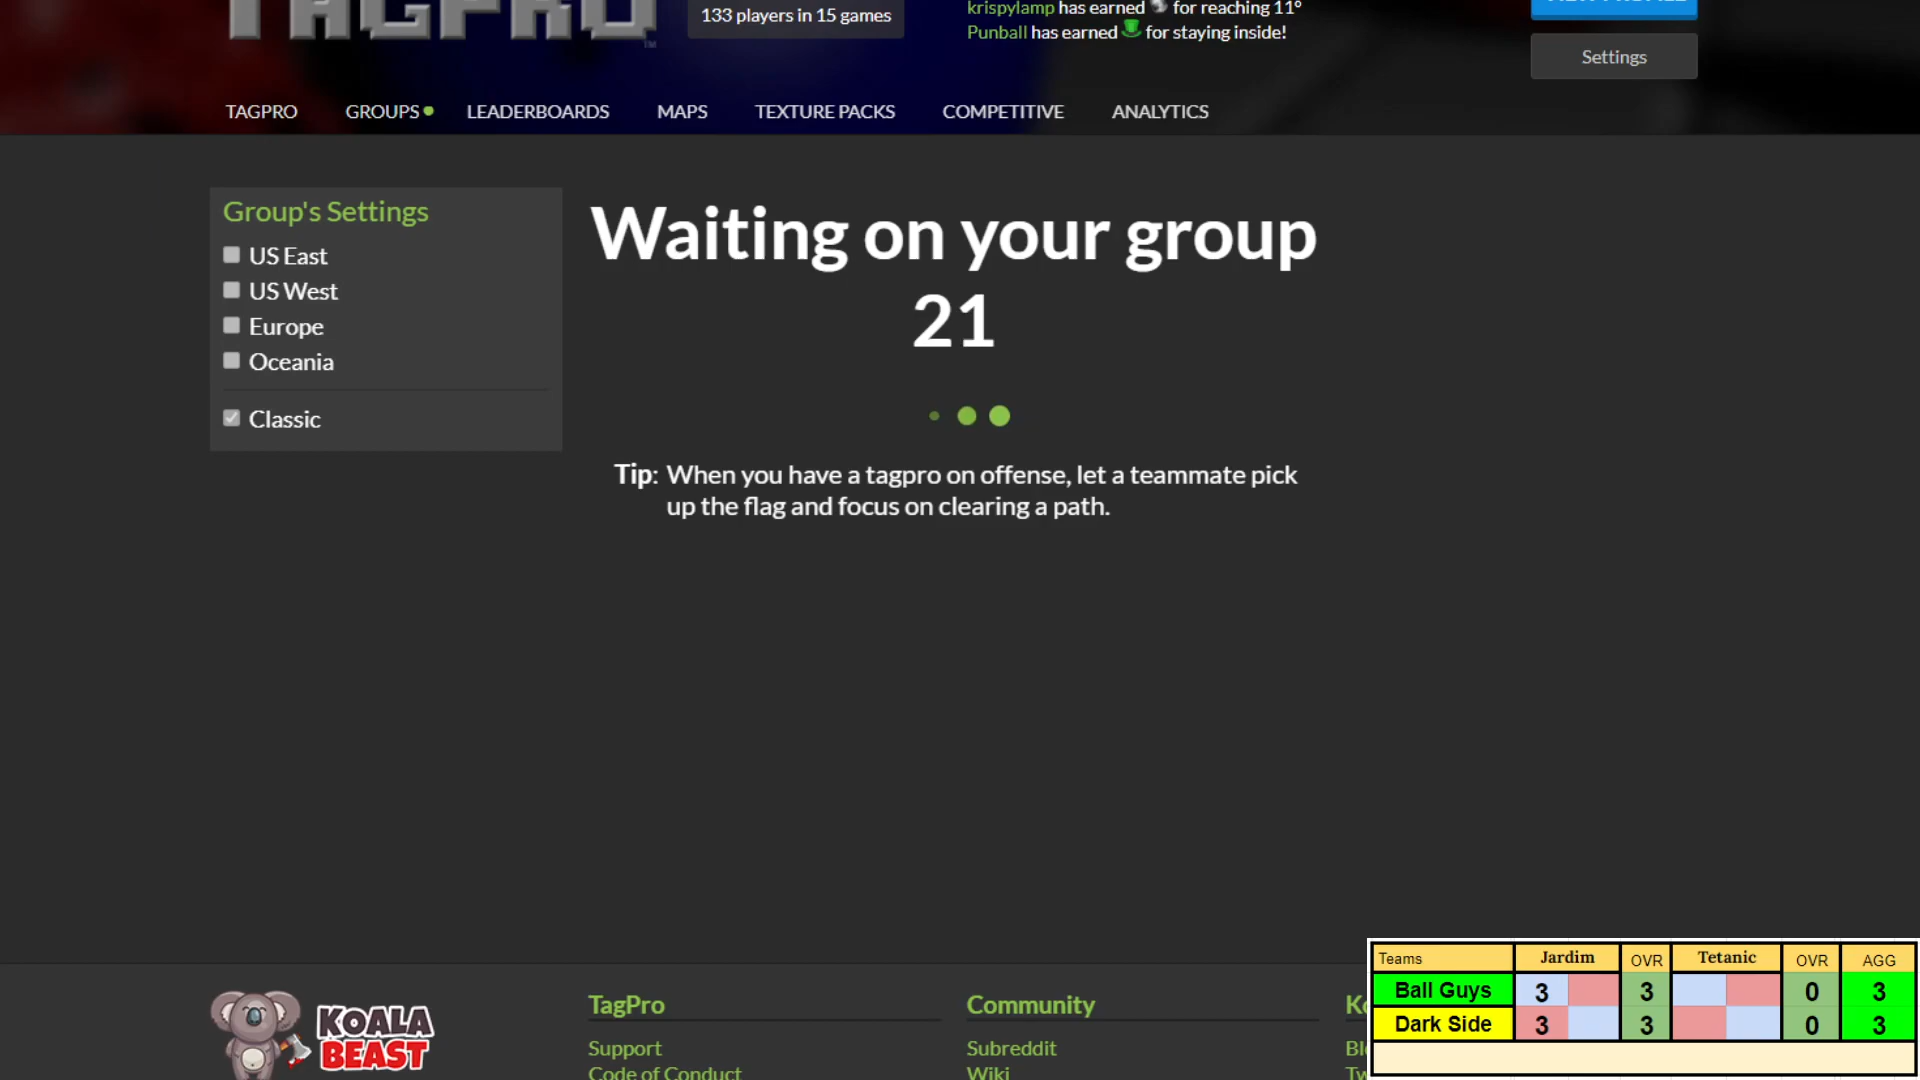 TAGPRO
133 players in 15 games
krispylamp has earned for reaching 11°
Punball has earned for staying inside!
VIEW PROFILE
Settings
TAGPRO GROUPS LEADERBOARDS MAPS TEXTURE PACKS COMPETITIVE ANALYTICS
Group's Settings
US East
US West
Europe
Oceania
Classic
Waiting on your group
21
Tip: When you have a tagpro on offense, let a teammate pick
up the flag and focus on clearing a path.
KOALA
BEAST
TagPro
Support
Code of Conduct
Community
Subreddit
Wiki
Teams Jardim OVR Tetanic OVR AGG
Ball Guys 3 3 0 3
Dark Side 3 3 0 3